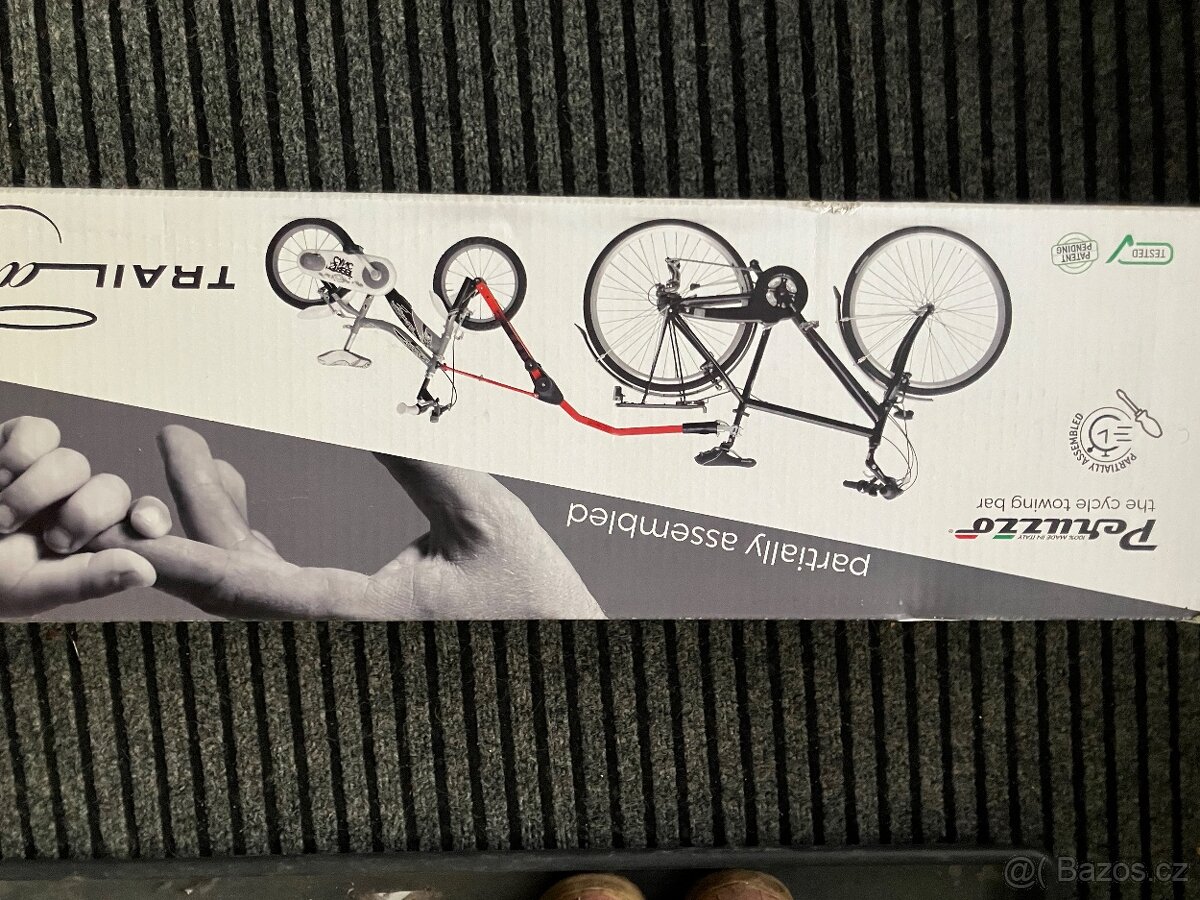 Peruzzo
100% MADE IN ITALY
the cycle towing bar
PARTIALLY ASSEMBLED
partially assembled
TESTED
PATENT
PENDING
TRAIL
Bazos.cz